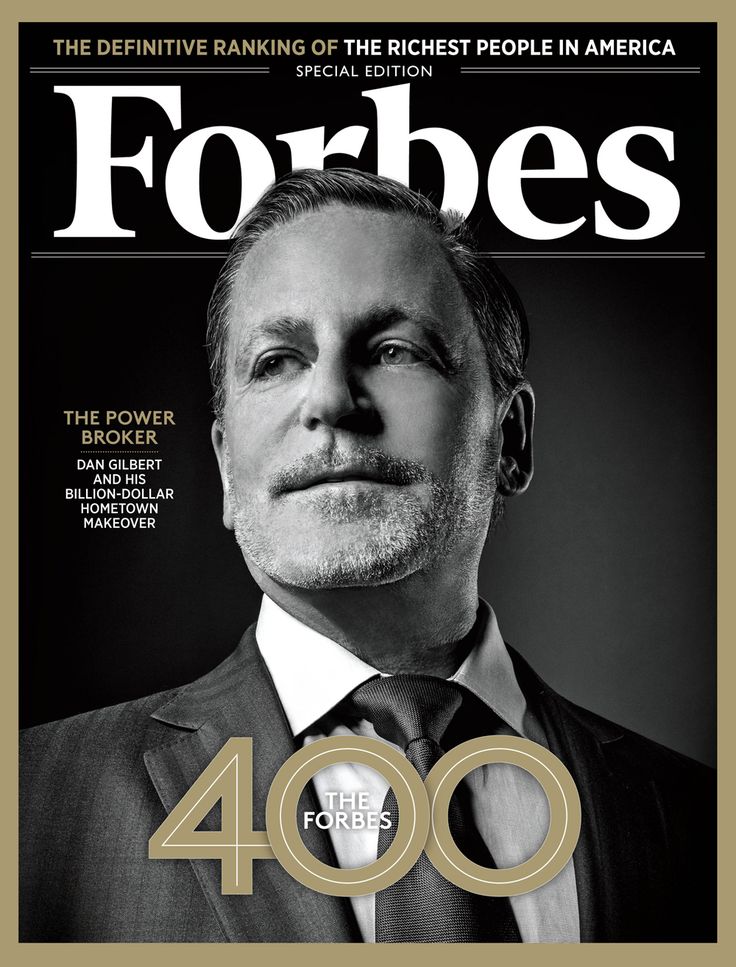 THE DEFINITIVE RANKING OF THE RICHEST PEOPLE IN AMERICA
SPECIAL EDITION
Forbes
THE POWER
BROKER
DAN GILBERT
AND HIS
BILLION-DOLLAR
HOMETOWN
MAKEOVER
400
THE
FORBES